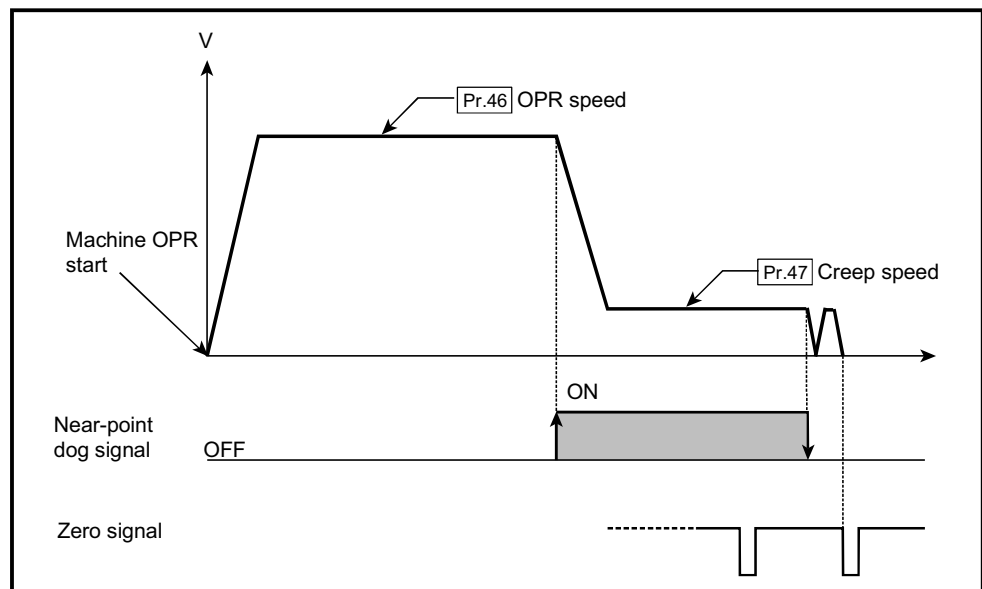 V
Pr.46 OPR speed
Machine OPR
start
Pr.47 Creep speed
ON
Near-point
dog signal
OFF
Zero signal